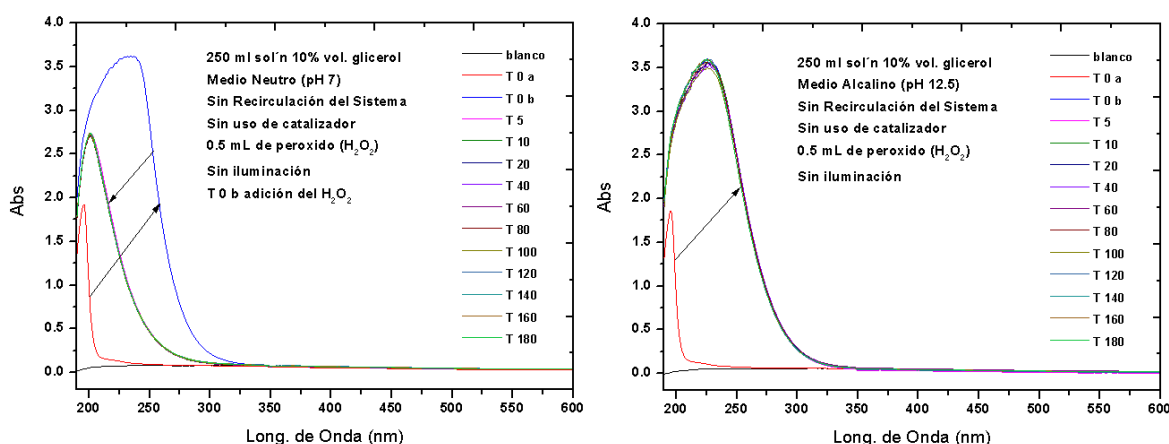 4.0
3.5
3.0
2.5
2.0
1.5
1.0
0.5
0.0
Abs
200 250 300 350 400 450 500 550 600
Long. de Onda (nm)
250 ml sol´n 10% vol. glicerol
Medio Neutro (pH 7)
Sin Recirculación del Sistema
Sin uso de catalizador
0.5 mL de peroxido (H₂O₂)
Sin iluminación
T 0 b adición del H₂O₂
blanco
T 0 a
T 0 b
T 5
T 10
T 20
T 40
T 60
T 80
T 100
T 120
T 140
T 160
T 180
4.0
3.5
3.0
2.5
2.0
1.5
1.0
0.5
0.0
Abs
200 250 300 350 400 450 500 550 600
Long. de Onda (nm)
250 ml sol´n 10% vol. glicerol
Medio Alcalino (pH 12.5)
Sin Recirculación del Sistema
Sin uso de catalizador
0.5 mL de peroxido (H₂O₂)
Sin iluminación
blanco
T 0 a
T 0 b
T 5
T 10
T 20
T 40
T 60
T 80
T 100
T 120
T 140
T 160
T 180